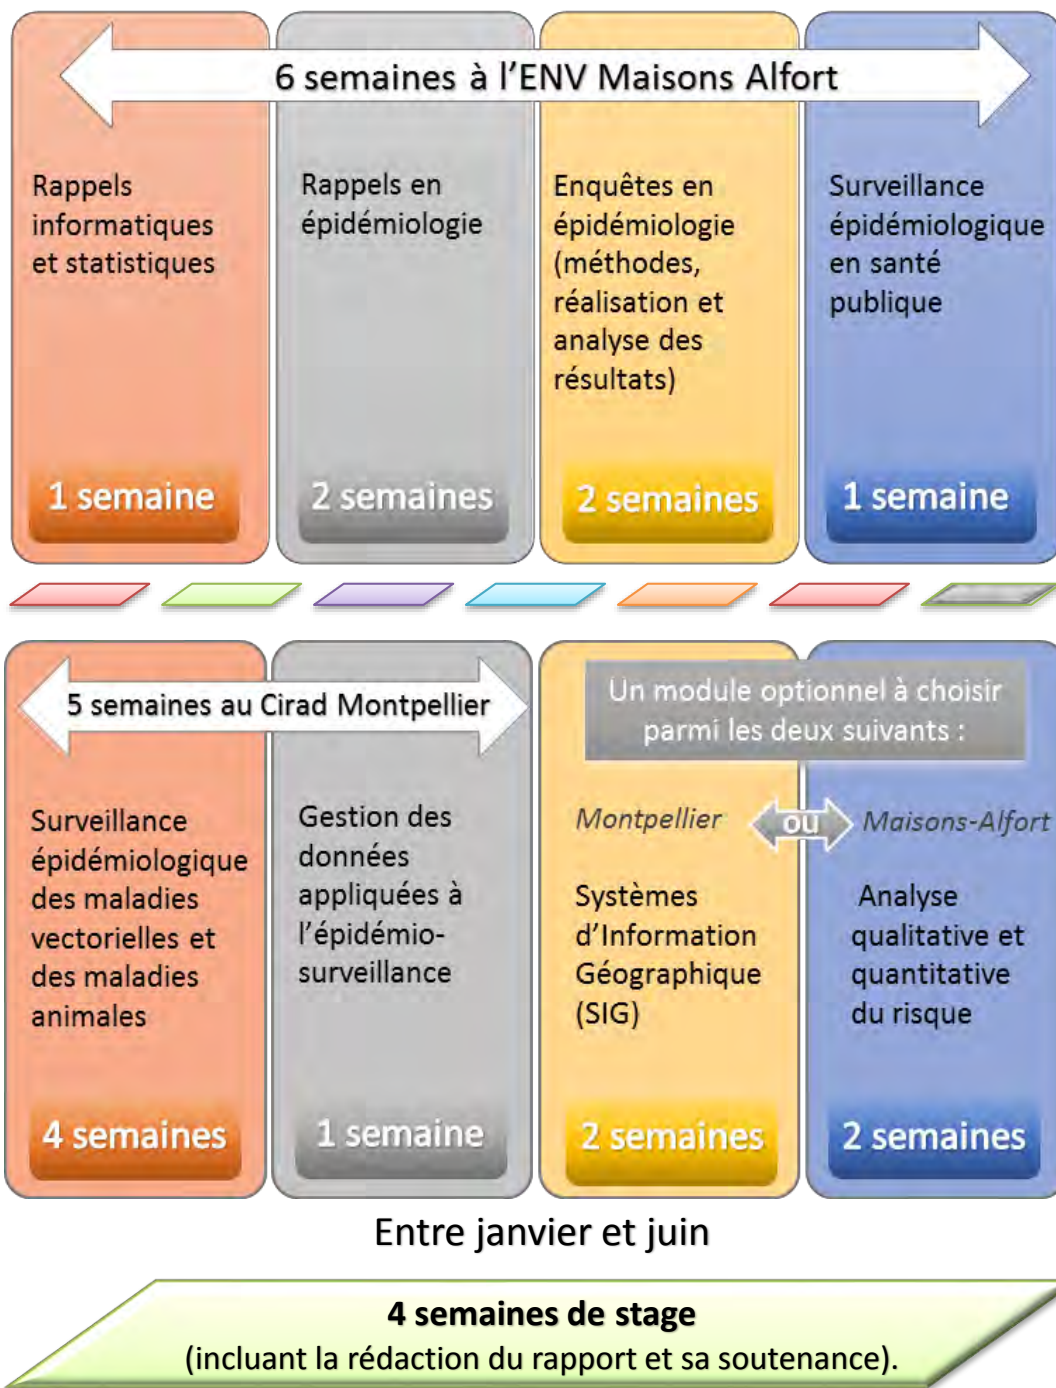 6 semaines à l’ENV Maisons Alfort
Rappels
informatiques
et statistiques
1 semaine
Rappels en
épidémiologie
2 semaines
Enquêtes en
épidémiologie
(méthodes,
réalisation et
analyse des
résultats)
2 semaines
Surveillance
épidémiologique
en santé
publique
1 semaine
5 semaines au Cirad Montpellier
Surveillance
épidémiologique
des maladies
vectorielles et
des maladies
animales
4 semaines
Gestion des
données
appliquées à
l’épidémio-
surveillance
1 semaine
Un module optionnel à choisir
parmi les deux suivants :
Montpellier ou Maisons-Alfort
Systèmes
d’Information
Géographique
(SIG)
2 semaines
Analyse
qualitative et
quantitative
du risque
2 semaines
Entre janvier et juin
4 semaines de stage
(incluant la rédaction du rapport et sa soutenance).